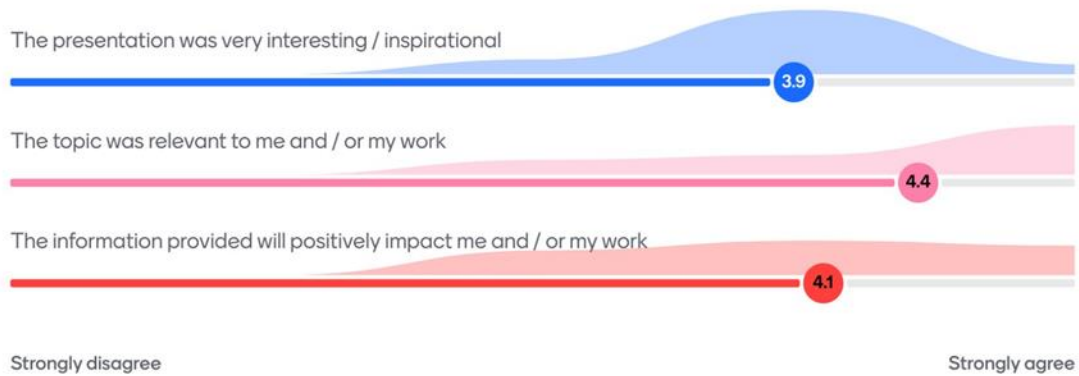 The presentation was very interesting / inspirational
3.9
The topic was relevant to me and / or my work
4.4
The information provided will positively impact me and / or my work
4.1
Strongly disagree Strongly agree